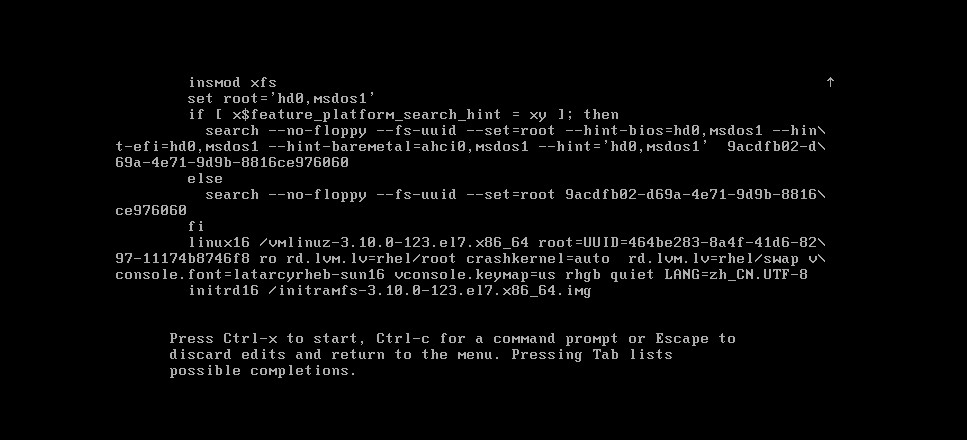 insmod xfs ↑
set root='hd0,msdos1'
if [ x$feature_platform_search_hint = xy ]; then
search --no-floppy --fs-uuid --set=root --hint-bios=hd0,msdos1 --hin\
t-efi=hd0,msdos1 --hint-baremetal=ahci0,msdos1 --hint='hd0,msdos1'  9acdfb02-d\
69a-4e71-9d9b-8816ce976060
else
search --no-floppy --fs-uuid --set=root 9acdfb02-d69a-4e71-9d9b-8816\
ce976060
fi
linux16 /vmlinuz-3.10.0-123.el7.x86_64 root=UUID=464be283-8a4f-41d6-82\
97-11174b8746f8 ro rd.lvm.lv=rhel/root crashkernel=auto  rd.lvm.lv=rhel/swap v\
console.font=latarcyrheb-sun16 vconsole.keymap=us rhgb quiet LANG=zh_CN.UTF-8
initrd16 /initramfs-3.10.0-123.el7.x86_64.img
Press Ctrl-x to start, Ctrl-c for a command prompt or Escape to
discard edits and return to the menu. Pressing Tab lists
possible completions.